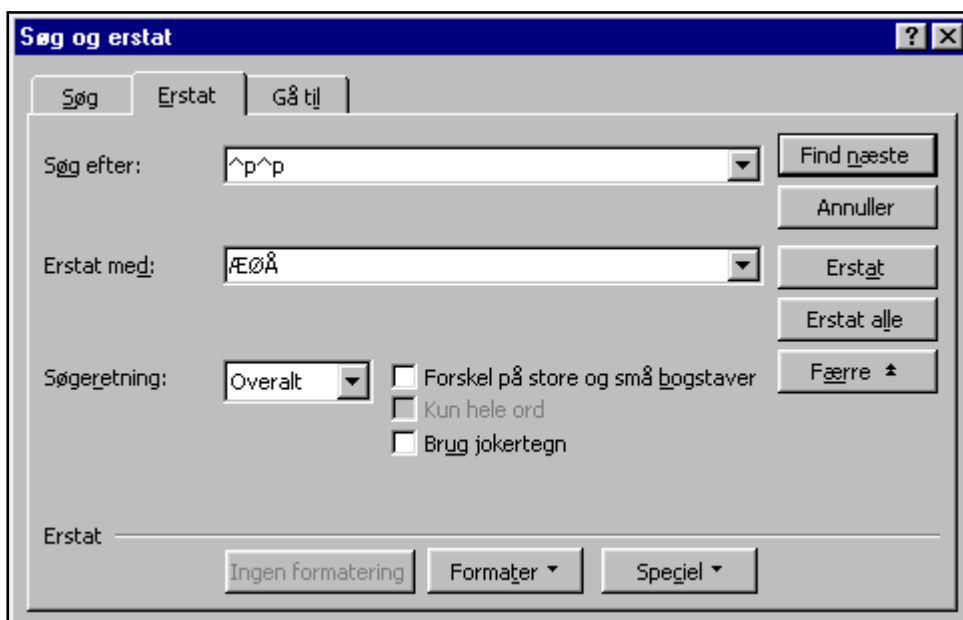 Søg og erstat
Søg Erstat Gå til
Søg efter: ^p^p Find næste
Annuller
Erstat med: ÆØÅ Erstat
Erstat alle
Søgeretning: Overalt Forskel på store og små bogstaver Færre
Kun hele ord
Brug jokertegn
Erstat
Ingen formatering Formater Speciel